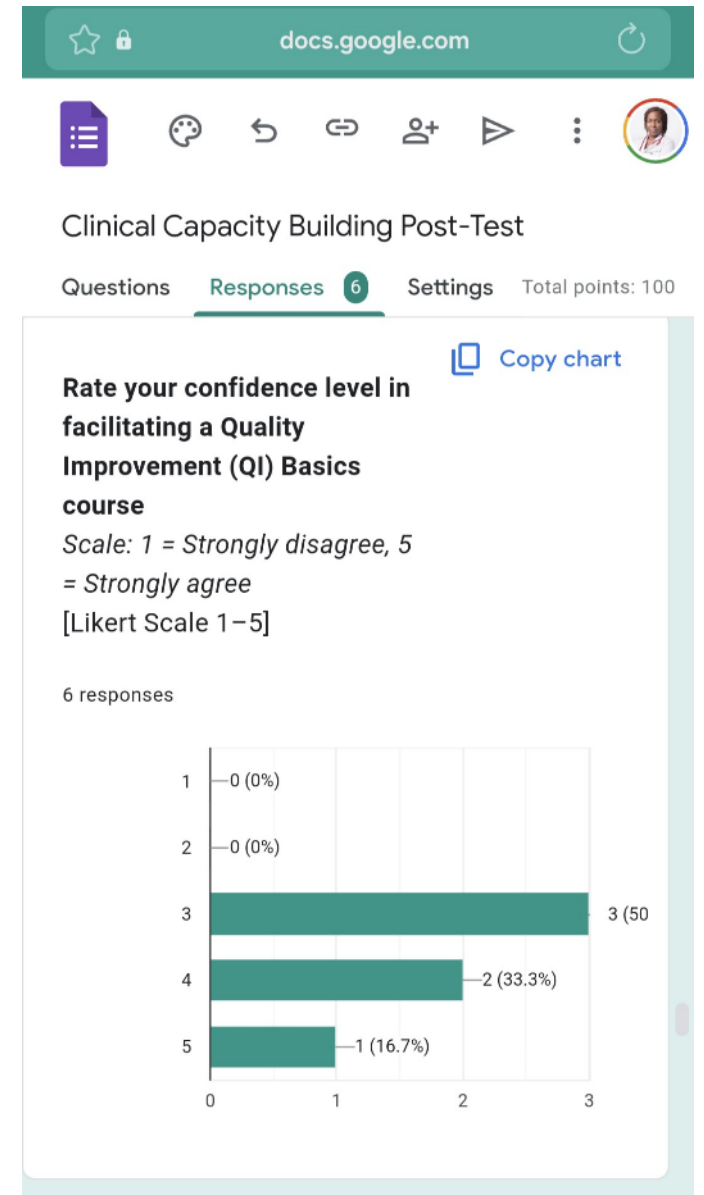 docs.google.com
Clinical Capacity Building Post-Test
Questions Responses 6 Settings Total points: 100
Copy chart
Rate your confidence level in
facilitating a Quality
Improvement (QI) Basics
course
Scale: 1 = Strongly disagree, 5
= Strongly agree
[Likert Scale 1–5]
6 responses
1 0 (0%)
2 0 (0%)
3 3 (50
4 2 (33.3%)
5 1 (16.7%)
0 1 2 3